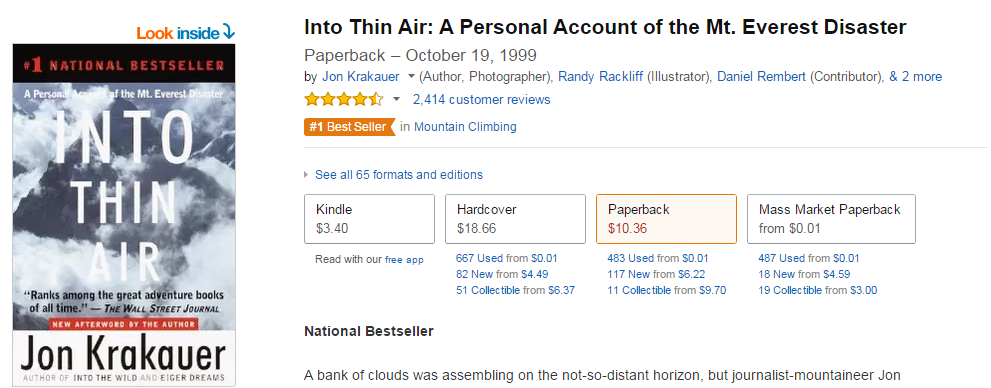 Look inside
#1 NATIONAL BESTSELLER
A Personal Account of the Mt. Everest Disaster
INTO
THIN
AIR
"Ranks among the great adventure books
of all time." — THE WALL STREET JOURNAL
NEW AFTERWORD BY THE AUTHOR
Jon Krakauer
AUTHOR OF INTO THE WILD AND EIGER DREAMS
Into Thin Air: A Personal Account of the Mt. Everest Disaster
Paperback – October 19, 1999
by Jon Krakauer (Author, Photographer), Randy Rackliff (Illustrator), Daniel Rembert (Contributor), & 2 more
2,414 customer reviews
#1 Best Seller in Mountain Climbing
See all 65 formats and editions
Kindle
$3.40
Read with our free app
Hardcover
$18.66
667 Used from $0.01
82 New from $4.49
51 Collectible from $6.37
Paperback
$10.36
483 Used from $0.01
117 New from $6.22
11 Collectible from $9.70
Mass Market Paperback
from $0.01
487 Used from $0.01
18 New from $4.59
19 Collectible from $3.00
National Bestseller
A bank of clouds was assembling on the not-so-distant horizon, but journalist-mountaineer Jon